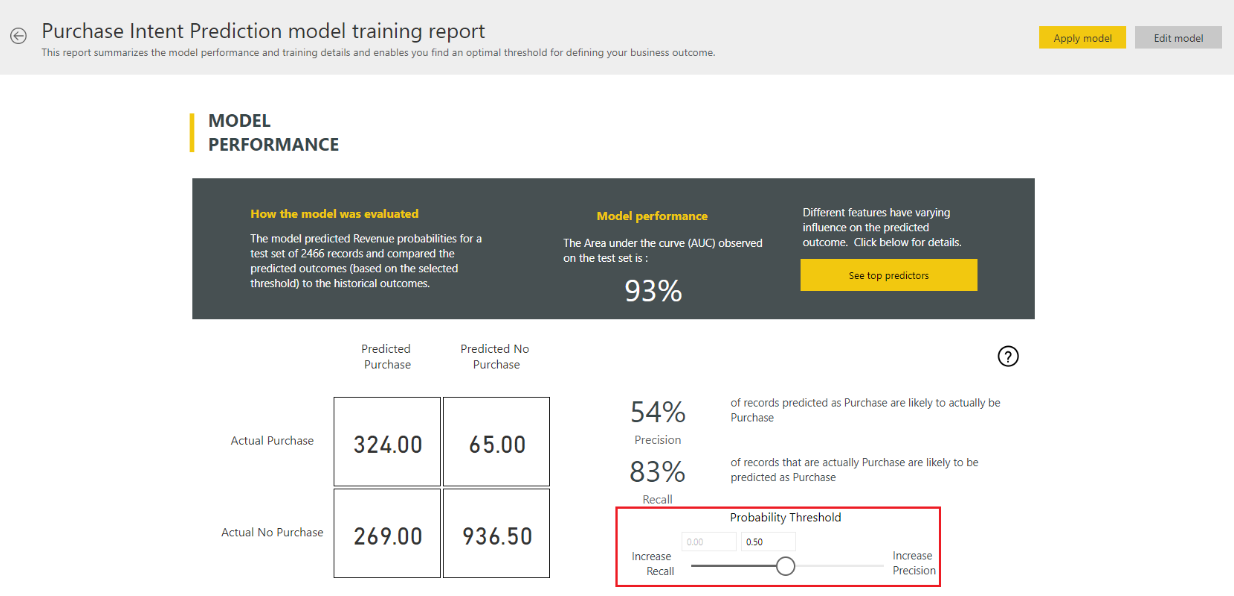 Purchase Intent Prediction model training report
This report summarizes the model performance and training details and enables you find an optimal threshold for defining your business outcome.
Apply model
Edit model
MODEL
PERFORMANCE
How the model was evaluated
The model predicted Revenue probabilities for a
test set of 2466 records and compared the
predicted outcomes (based on the selected
threshold) to the historical outcomes.
Model performance
The Area under the curve (AUC) observed
on the test set is :
93%
Different features have varying
influence on the predicted
outcome.  Click below for details.
See top predictors
Predicted
Purchase
Predicted No
Purchase
?
Actual Purchase
324.00
65.00
Actual No Purchase
269.00
936.50
54%
Precision
of records predicted as Purchase are likely to actually be
Purchase
83%
Recall
of records that are actually Purchase are likely to be
predicted as Purchase
Probability Threshold
0.00
0.50
Increase
Recall
Increase
Precision